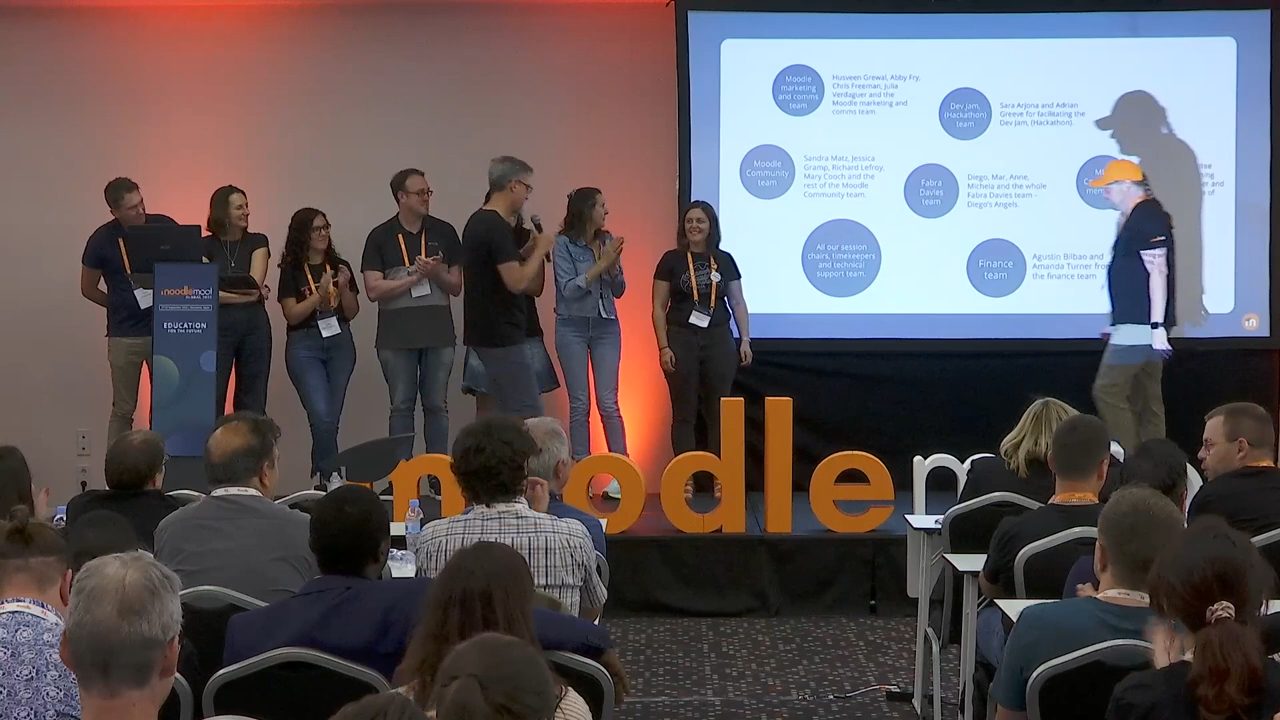 Moodle
marketing
and comms
team
Husveen Grewal, Abby Fry,
Chris Freeman, Julia
Verdaguer and the
Moodle marketing and
comms team.
Dev Jam,
(Hackathon)
team
Sara Arjona and Adrian
Greeve for facilitating the
Dev Jam, (Hackathon).
Moodle
Community
team
Sandra Matz, Jessica
Gramp, Richard Lefroy,
Mary Cooch and the
rest of the Moodle
Community team.
Fabra
Davies
team
Diego, Mar, Anne,
Michela and the whole
Fabra Davies team -
Diego's Angels.
All our session
chairs, timekeepers
and technical
support team.
Finance
team
Agustin Bilbao and
Amanda Turner from
the finance team
moodlemoot
GLOBAL
EDUCATION
FOR THE FUTURE
moodle